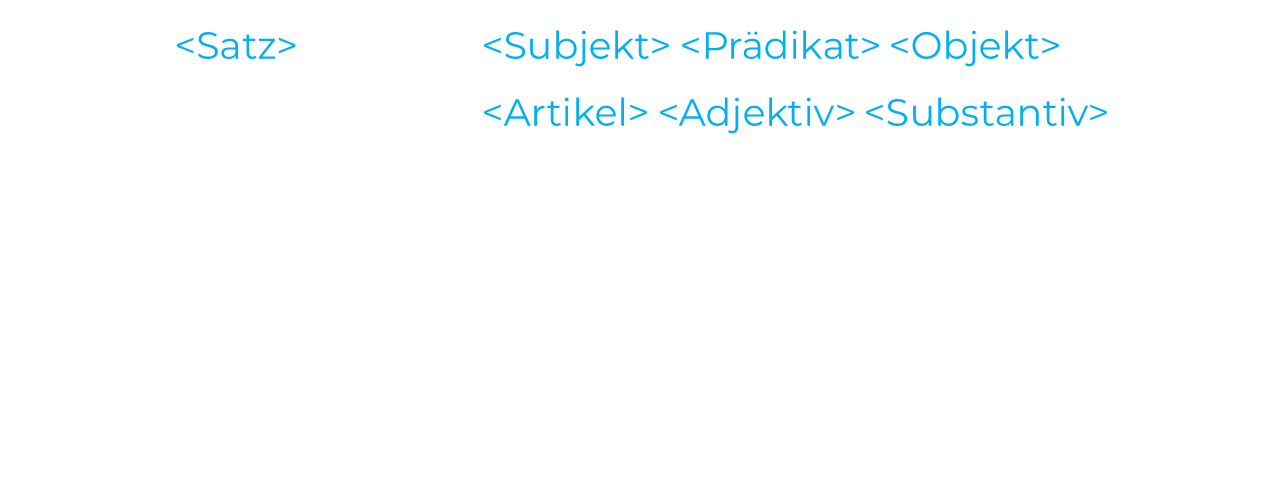 <Satz> <Subjekt> <Prädikat> <Objekt>
<Artikel> <Adjektiv> <Substantiv>